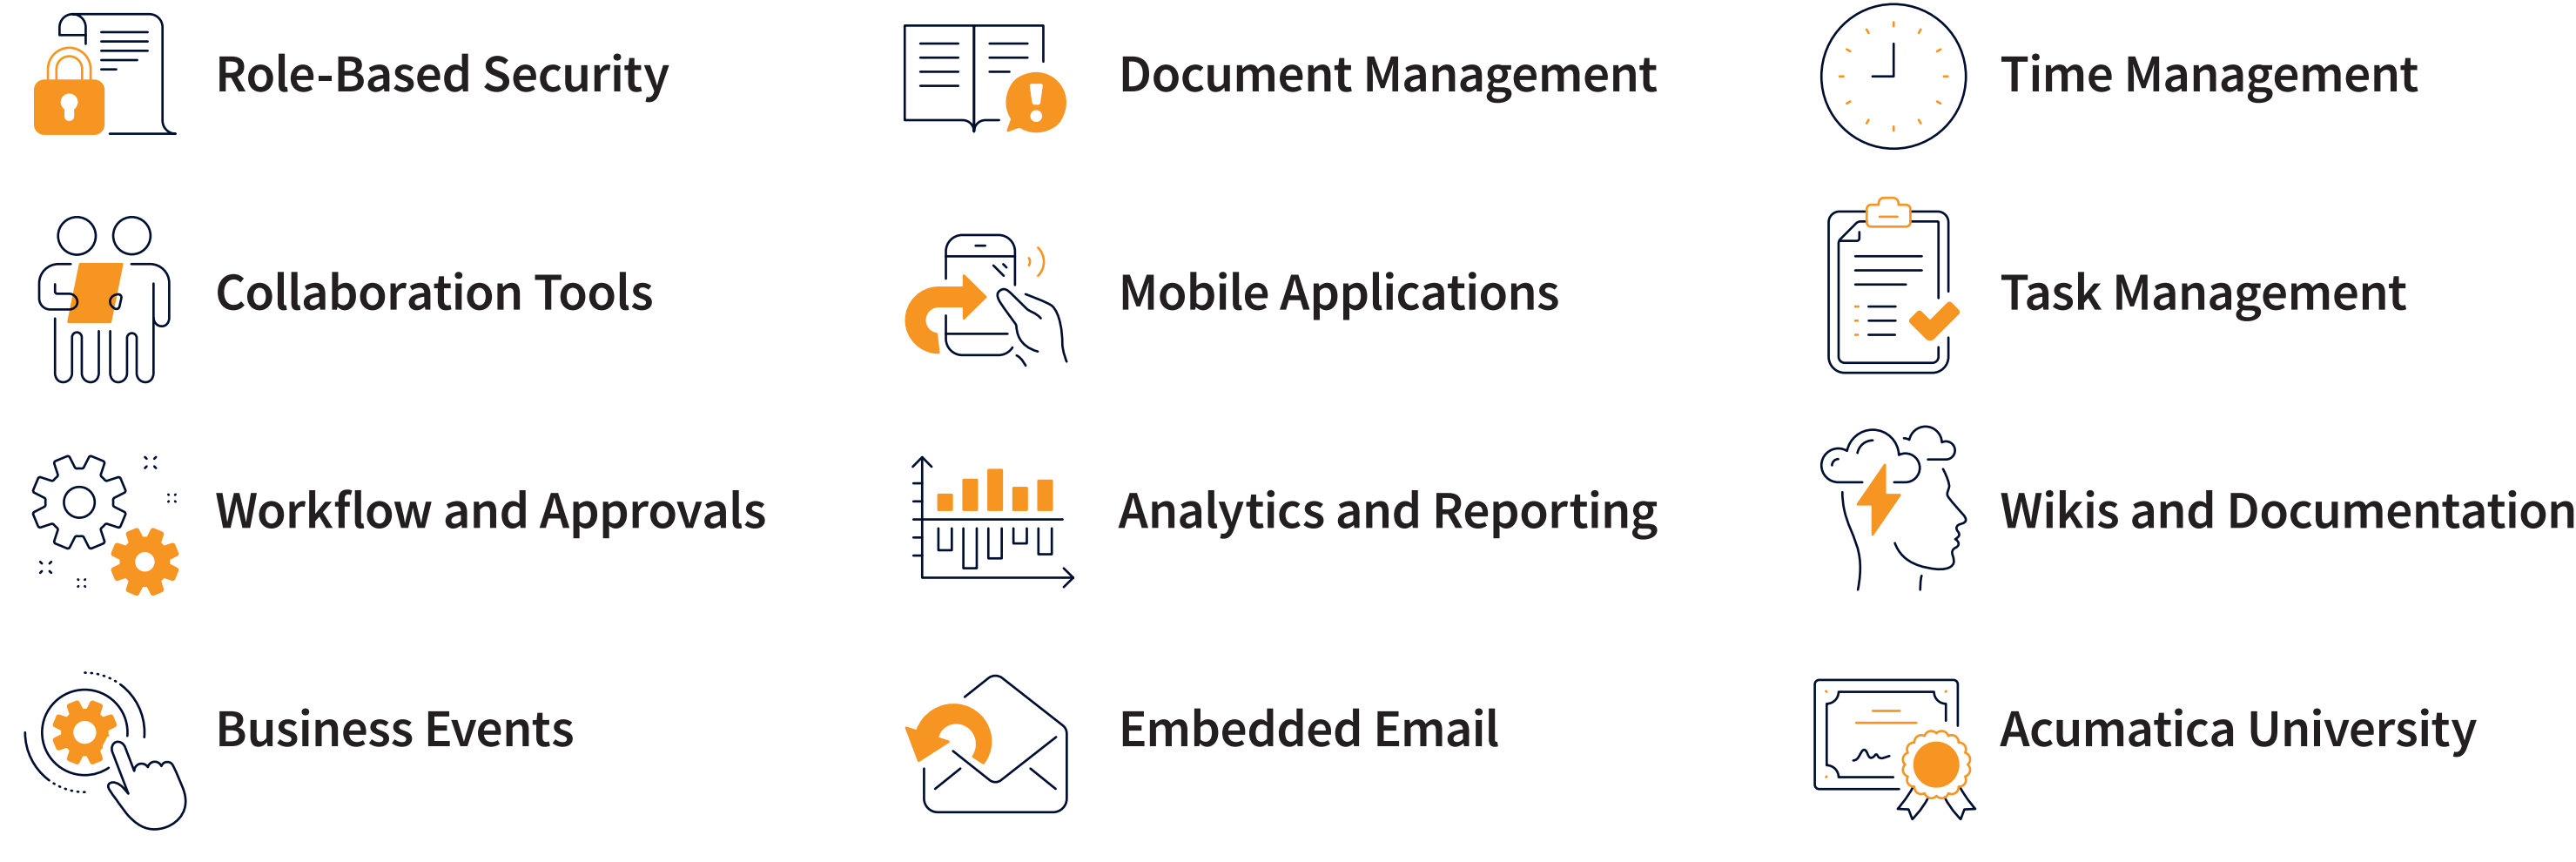 Role-Based Security
Document Management
Time Management
Collaboration Tools
Mobile Applications
Task Management
Workflow and Approvals
Analytics and Reporting
Wikis and Documentation
Business Events
Embedded Email
Acumatica University